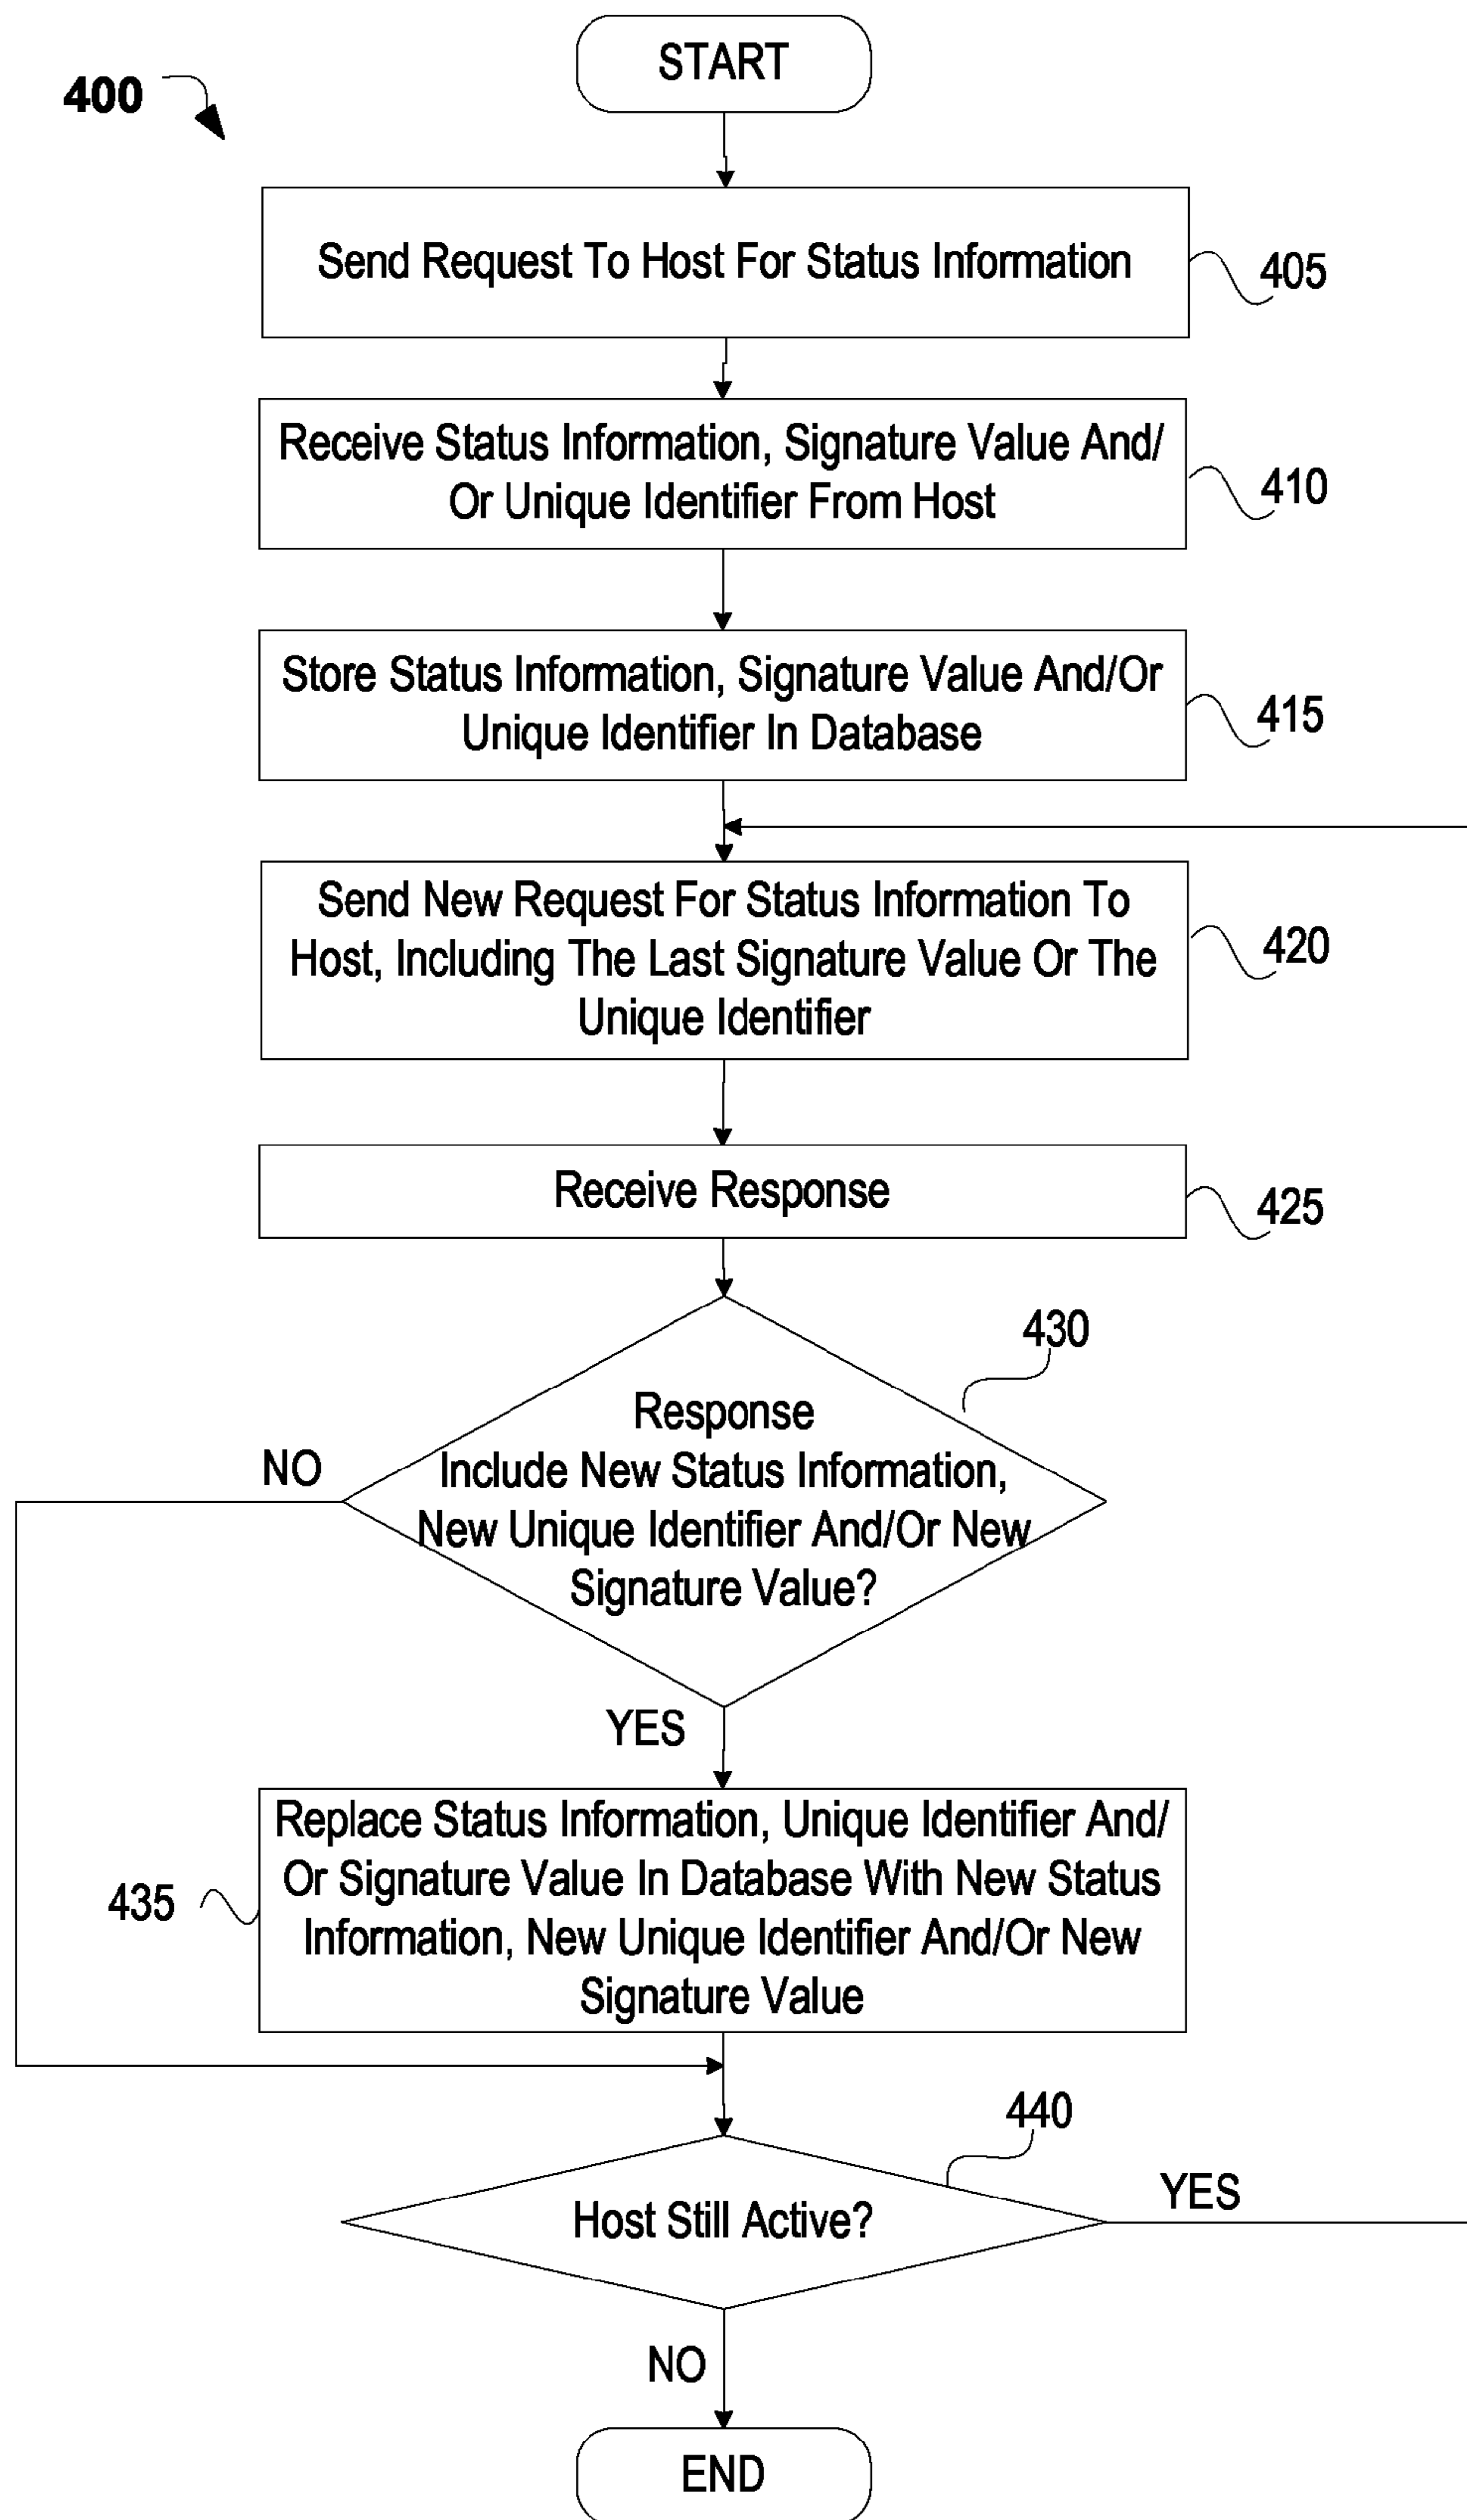 START
400
Send Request To Host For Status Information
405
Receive Status Information, Signature Value And/
Or Unique Identifier From Host
410
Store Status Information, Signature Value And/Or
Unique Identifier In Database
415
Send New Request For Status Information To
Host, Including The Last Signature Value Or The
Unique Identifier
420
Receive Response
425
430
Response
Include New Status Information,
New Unique Identifier And/Or New
Signature Value?
NO
YES
Replace Status Information, Unique Identifier And/
Or Signature Value In Database With New Status
Information, New Unique Identifier And/Or New
Signature Value
435
440
Host Still Active?
YES
NO
END